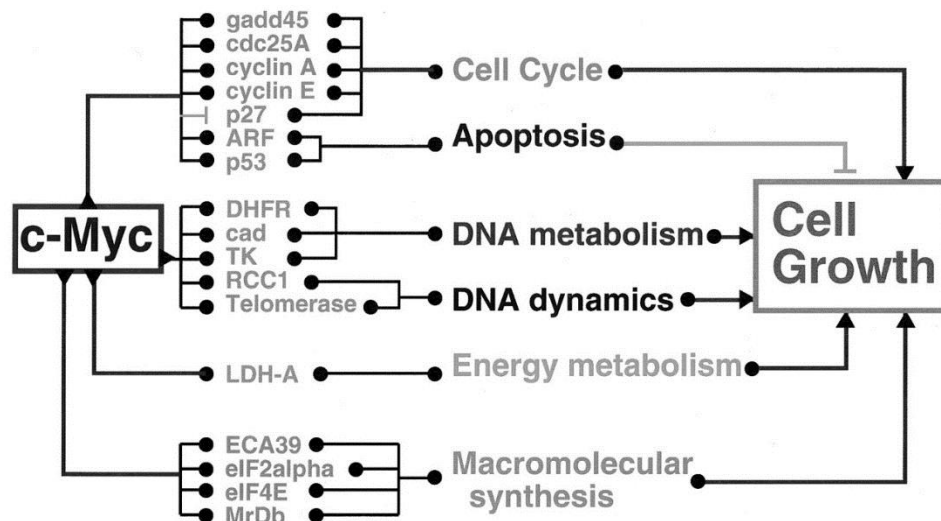 gadd45
cdc25A
cyclin A
cyclin E
p27
ARF
p53
Cell Cycle
Apoptosis
c-Myc
DHFR
cad
TK
RCC1
Telomerase
DNA metabolism
DNA dynamics
Cell
Growth
LDH-A
Energy metabolism
ECA39
eIF2alpha
eIF4E
MrDb
Macromolecular
synthesis